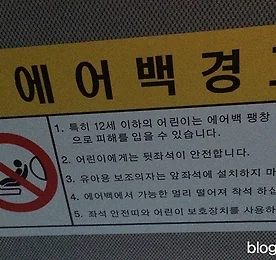 에어백경고
1. 특히 12세 이하의 어린이는 에어백 팽창
으로 피해를 입을 수 있습니다.
2. 어린이에게는 뒷좌석이 안전합니다.
3. 유아용 보조의자는 앞좌석에 설치하지 마
4. 에어백에서 가능한 멀리 떨어져 착석 하십
5. 좌석 안전띠와 어린이 보호장치를 사용하
blog